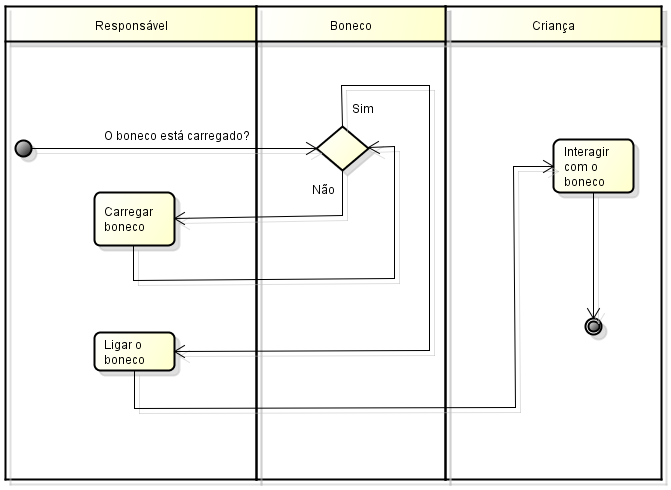 Responsável
Boneco
Criança
Sim
O boneco está carregado?
Interagir
com o
boneco
Não
Carregar
boneco
Ligar o
boneco